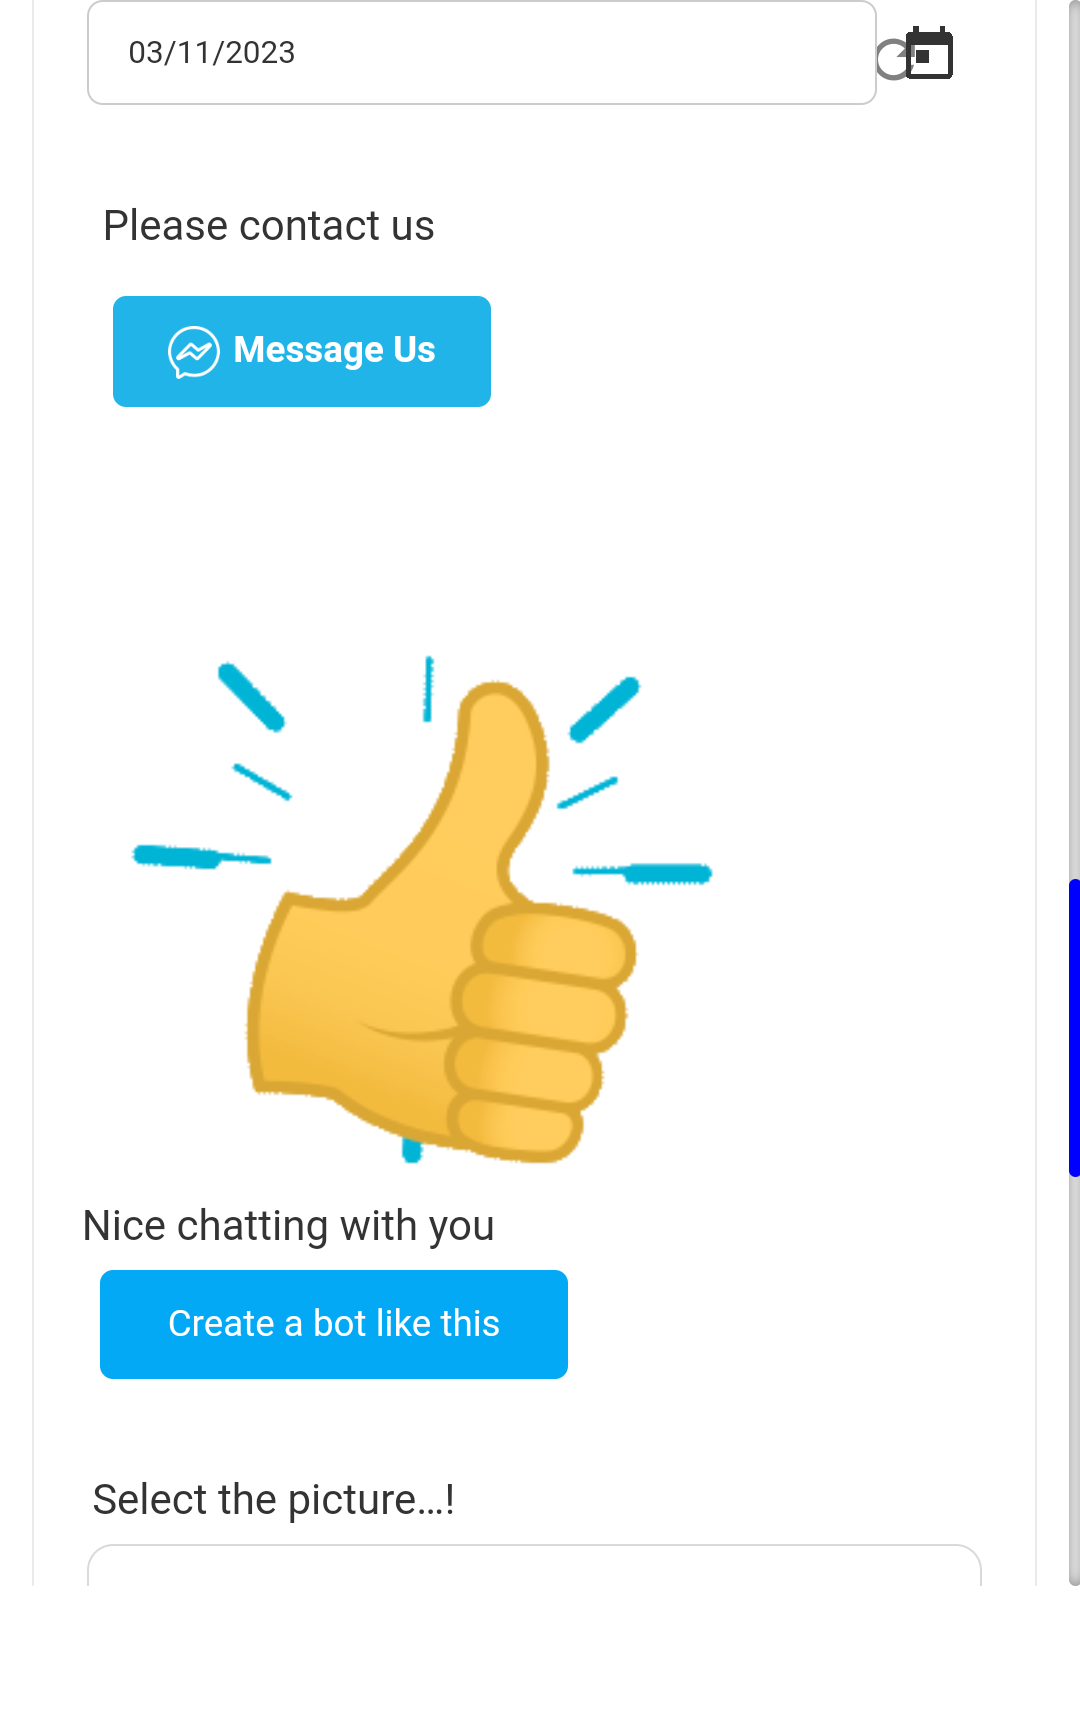 03/11/2023
Please contact us
Message Us
Nice chatting with you
Create a bot like this
Select the picture...!